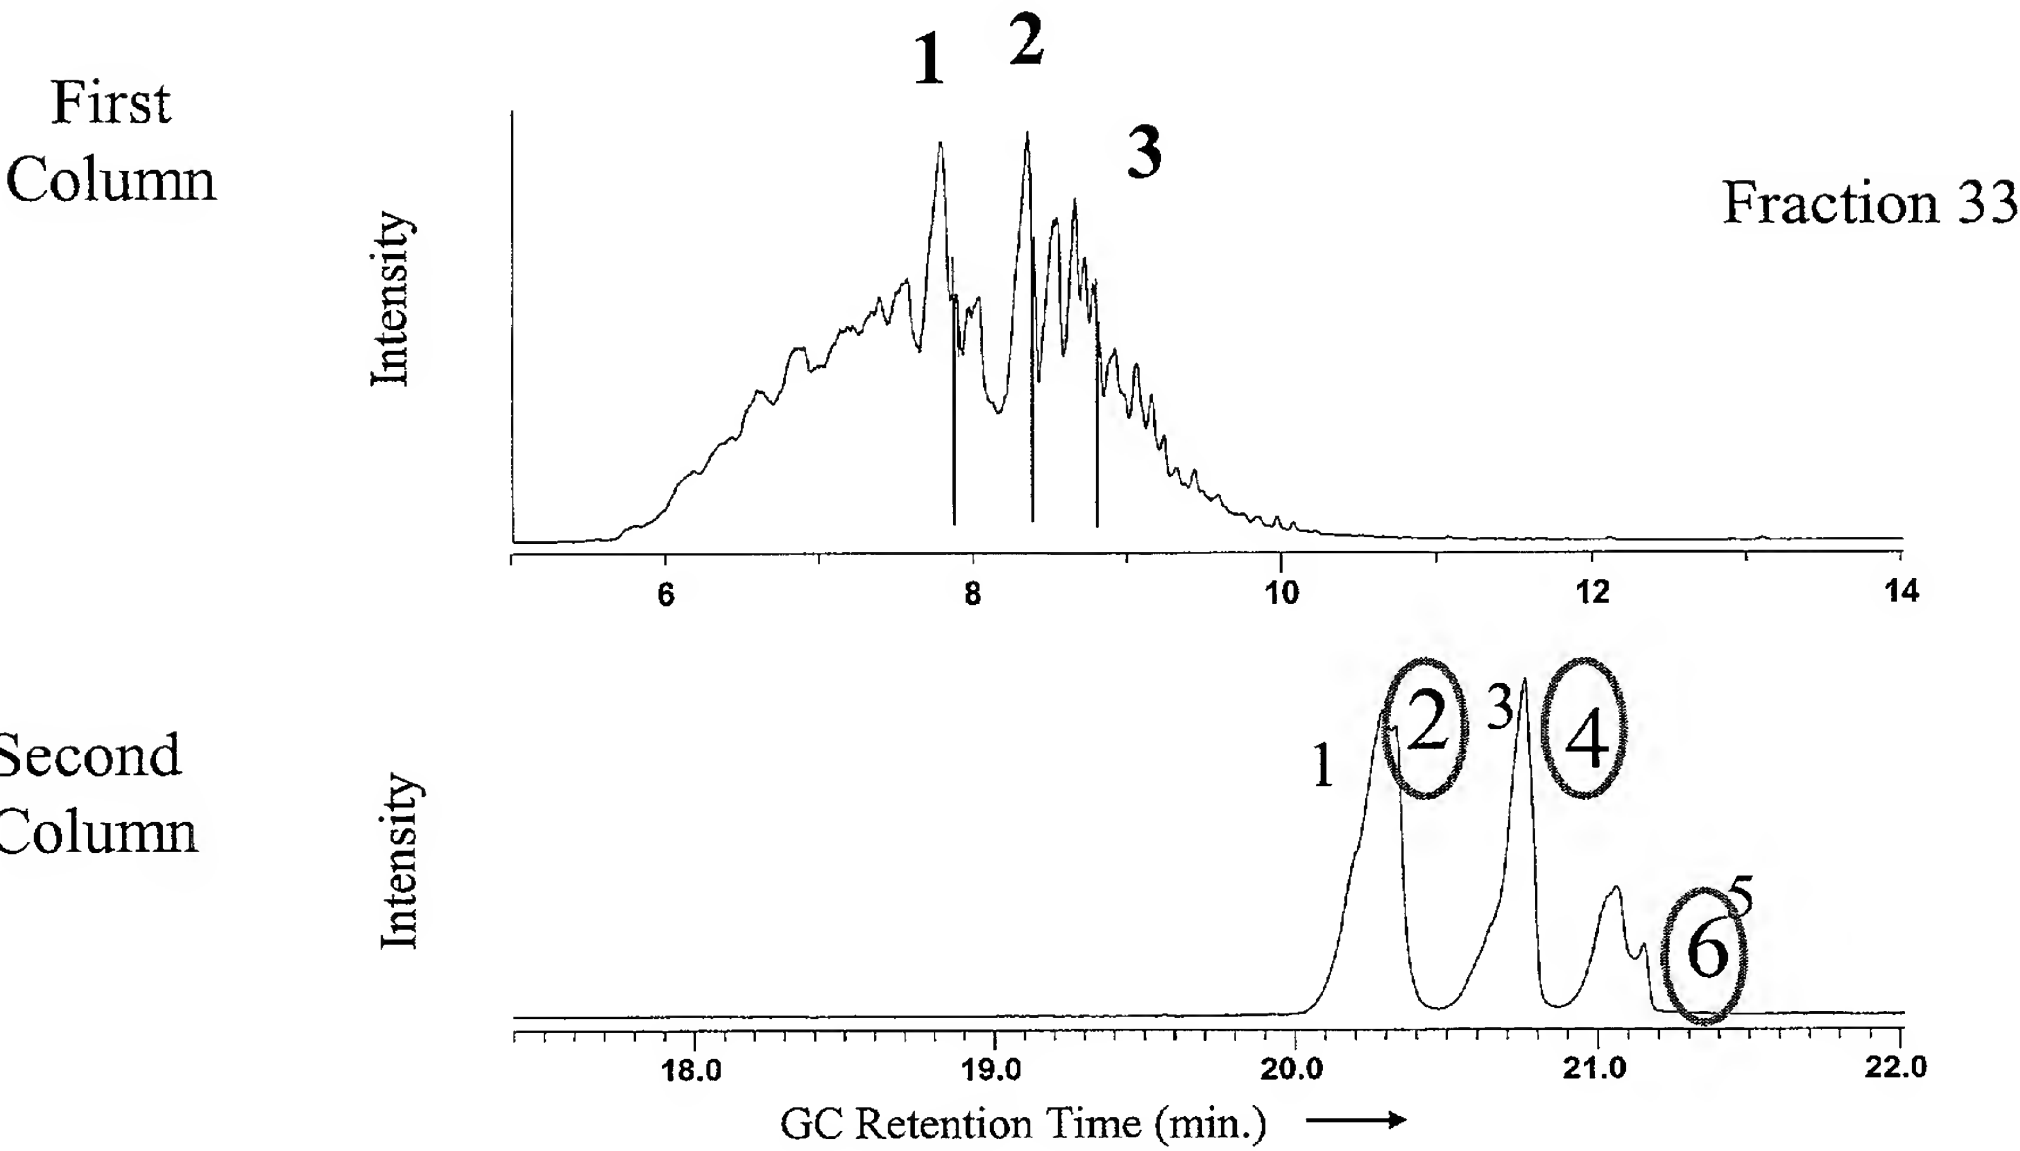 1
2
3
First
Column
Fraction 33
Intensity
6 8 10 12 14
2
3
4
1
Second
Column
5
6
Intensity
18.0 19.0 20.0 21.0 22.0
GC Retention Time (min.)